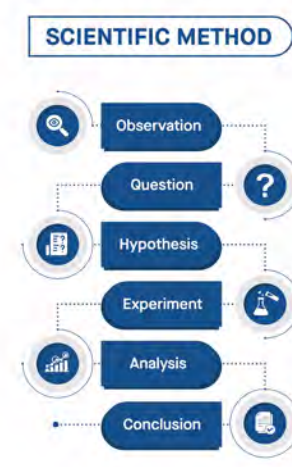 SCIENTIFIC METHOD
Observation
Question
?
Hypothesis
Experiment
Analysis
Conclusion